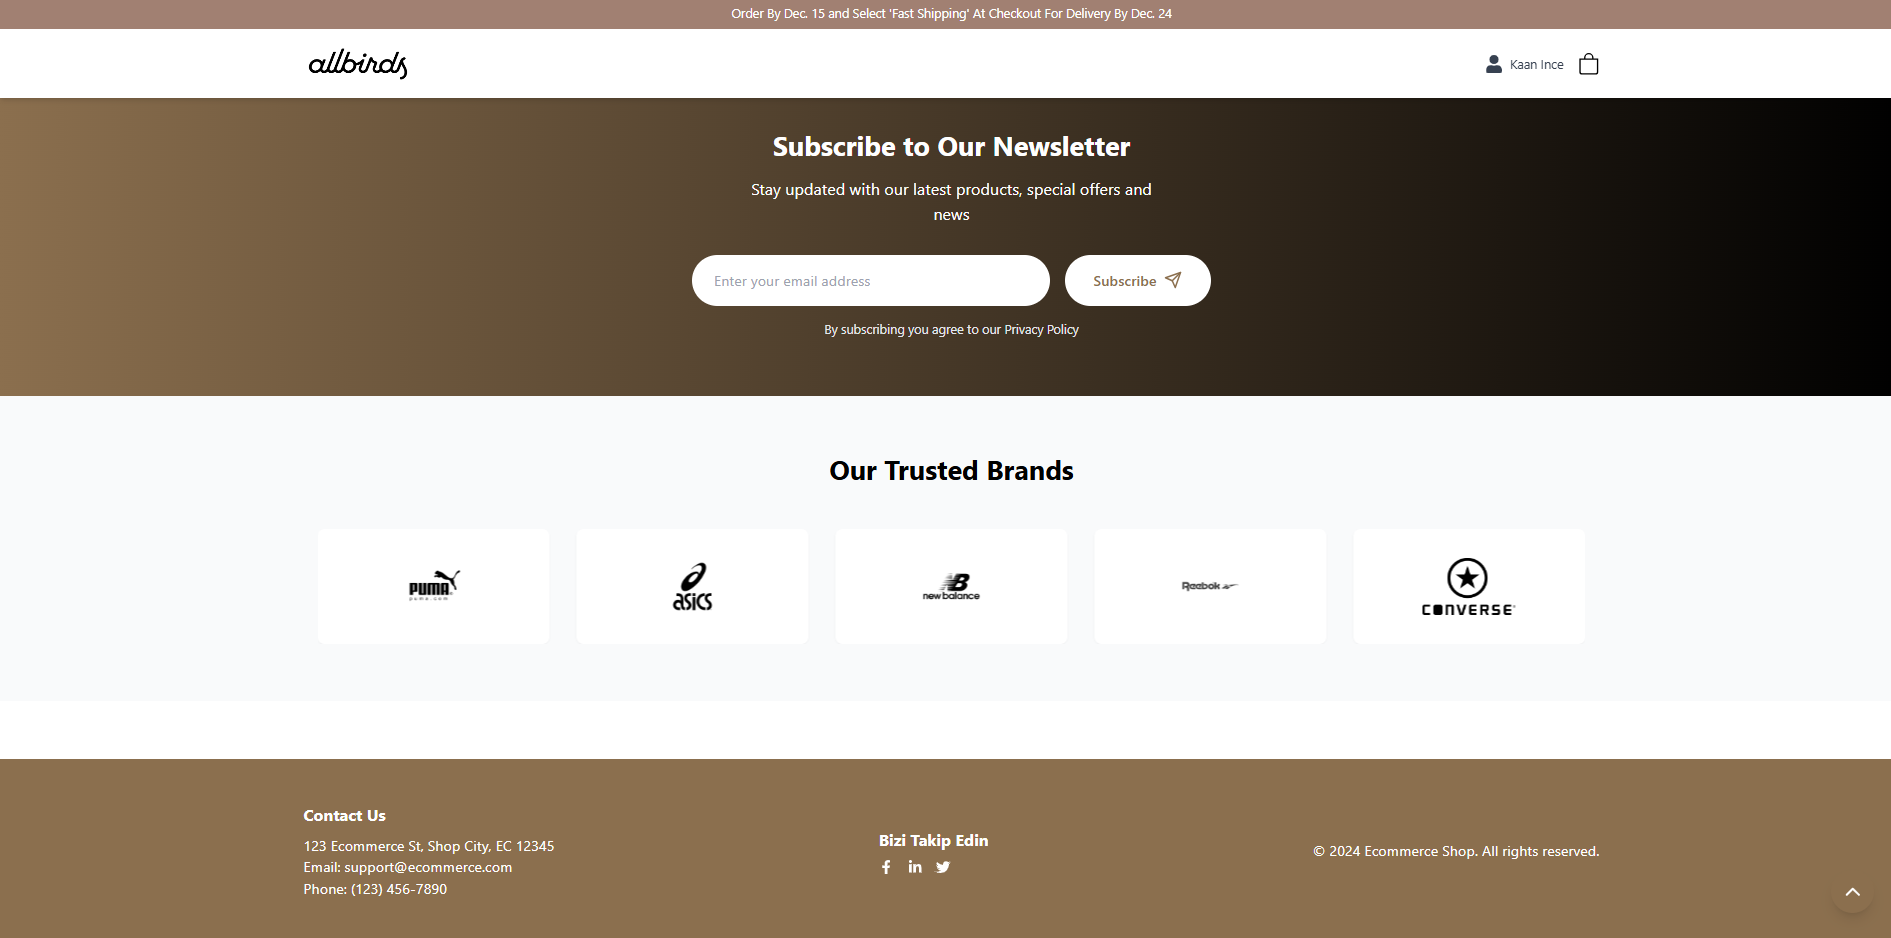 Order By Dec. 15 and Select 'Fast Shipping' At Checkout For Delivery By Dec. 24
allbirds
Kaan Ince
Subscribe to Our Newsletter
Stay updated with our latest products, special offers and
news
Enter your email address
Subscribe
By subscribing you agree to our Privacy Policy
Our Trusted Brands
PUMA
puma.com
asics
new balance
Reebok
CONVERSE
Contact Us
123 Ecommerce St, Shop City, EC 12345
Email: support@ecommerce.com
Phone: (123) 456-7890
Bizi Takip Edin
© 2024 Ecommerce Shop. All rights reserved.